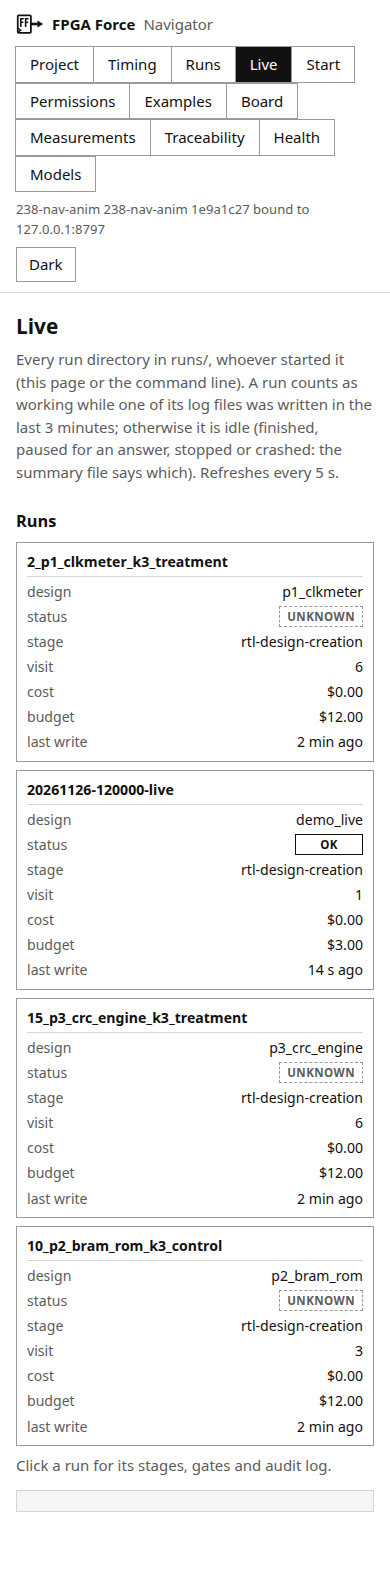 FF FPGA Force Navigator
Project Timing Runs Live Start
Permissions Examples Board
Measurements Traceability Health
Models
238-nav-anim 238-nav-anim 1e9a1c27 bound to
127.0.0.1:8797
Dark
Live
Every run directory in runs/, whoever started it
(this page or the command line). A run counts as
working while one of its log files was written in the
last 3 minutes; otherwise it is idle (finished,
paused for an answer, stopped or crashed: the
summary file says which). Refreshes every 5 s.
Runs
2_p1_clkmeter_k3_treatment
design p1_clkmeter
status UNKNOWN
stage rtl-design-creation
visit 6
cost $0.00
budget $12.00
last write 2 min ago
20261126-120000-live
design demo_live
status OK
stage rtl-design-creation
visit 1
cost $0.00
budget $3.00
last write 14 s ago
15_p3_crc_engine_k3_treatment
design p3_crc_engine
status UNKNOWN
stage rtl-design-creation
visit 6
cost $0.00
budget $12.00
last write 2 min ago
10_p2_bram_rom_k3_control
design p2_bram_rom
status UNKNOWN
stage rtl-design-creation
visit 3
cost $0.00
budget $12.00
last write 2 min ago
Click a run for its stages, gates and audit log.